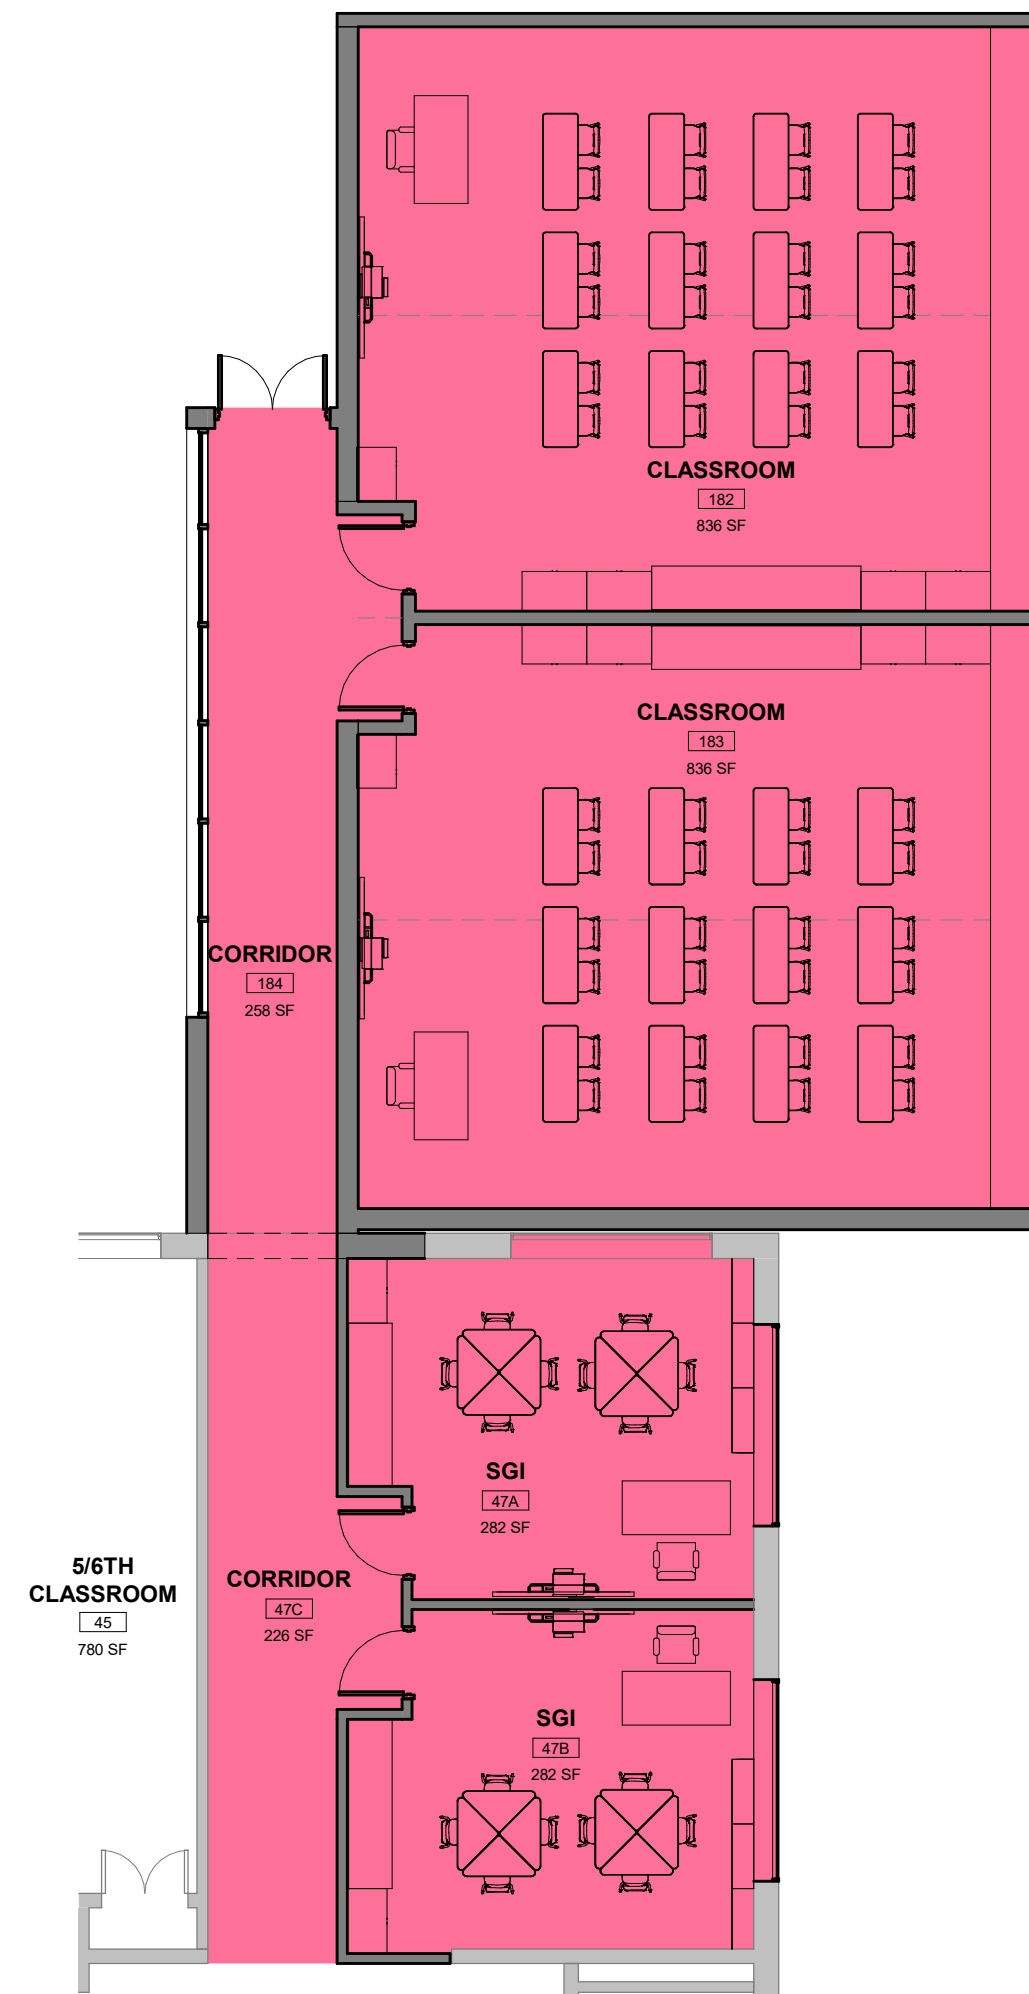 CLASSROOM
182
836 SF
CLASSROOM
183
836 SF
CORRIDOR
184
258 SF
SGI
47A
282 SF
5/6TH
CLASSROOM
45
780 SF
CORRIDOR
47C
226 SF
SGI
47B
282 SF